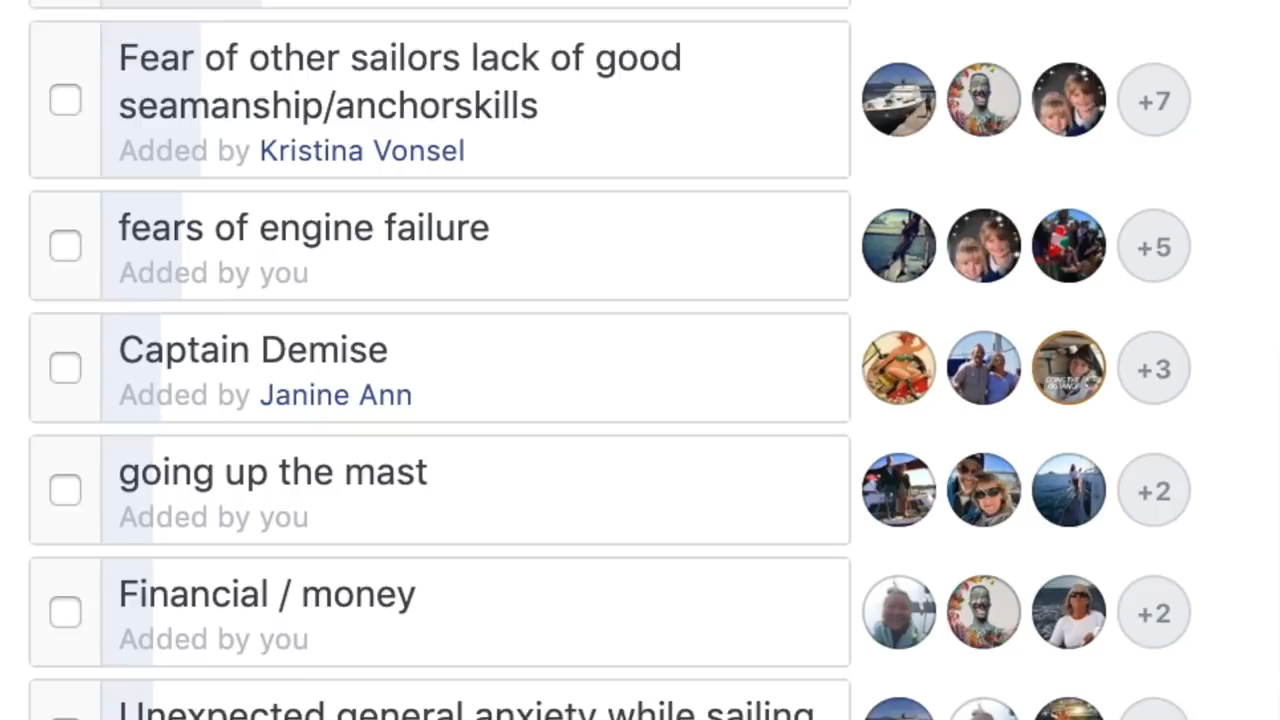 Fear of other sailors lack of good
seamanship/anchorskills
Added by Kristina Vonsel
+7
fears of engine failure
Added by you
+5
Captain Demise
Added by Janine Ann
+3
going up the mast
Added by you
+2
Financial / money
Added by you
+2
Unexpected general anxiety while sailing